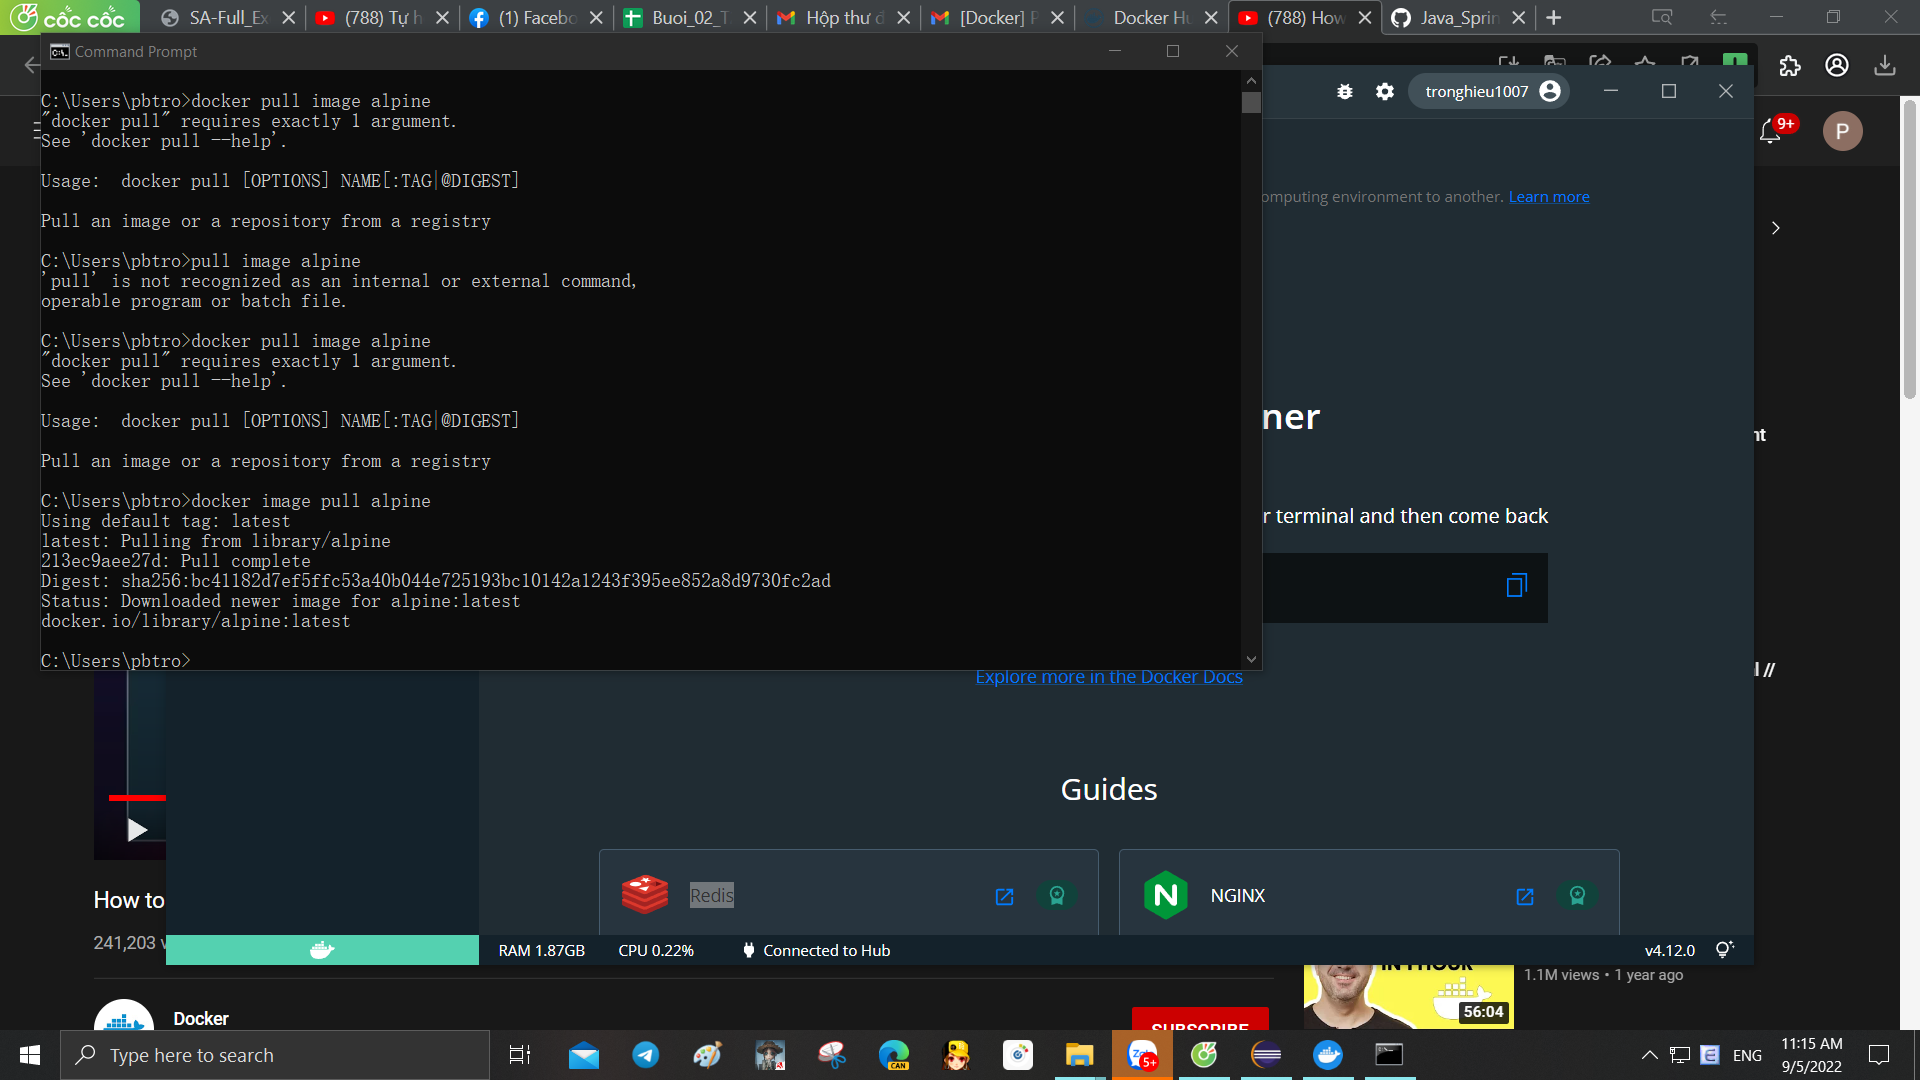 cốc cốc
SA-Full_Ex
(788) Tự h
(1) Facebo
Buoi_02_T
Hộp thư đ
[Docker] P
Docker Hu
(788) How
Java_Sprin
Command Prompt
C:\Users\pbtro>docker pull image alpine
"docker pull" requires exactly 1 argument.
See 'docker pull --help'.
Usage:  docker pull [OPTIONS] NAME[:TAG|@DIGEST]
Pull an image or a repository from a registry
C:\Users\pbtro>pull image alpine
'pull' is not recognized as an internal or external command,
operable program or batch file.
C:\Users\pbtro>docker pull image alpine
"docker pull" requires exactly 1 argument.
See 'docker pull --help'.
Usage:  docker pull [OPTIONS] NAME[:TAG|@DIGEST]
Pull an image or a repository from a registry
C:\Users\pbtro>docker image pull alpine
Using default tag: latest
latest: Pulling from library/alpine
213ec9aee27d: Pull complete
Digest: sha256:bc41182d7ef5ffc53a40b044e725193bc10142a1243f395ee852a8d9730fc2ad
Status: Downloaded newer image for alpine:latest
docker.io/library/alpine:latest
C:\Users\pbtro>
tronghieu1007
9+
P
omputing environment to another. Learn more
ner
nt
r terminal and then come back
l //
Explore more in the Docker Docs
Guides
Redis
NGINX
How to
241,203 v
RAM 1.87GB
CPU 0.22%
Connected to Hub
v4.12.0
IN 1 HOUR
1.1M views • 1 year ago
56:04
Docker
SUBSCRIBE
Type here to search
CAN
5+
ENG
11:15 AM
9/5/2022